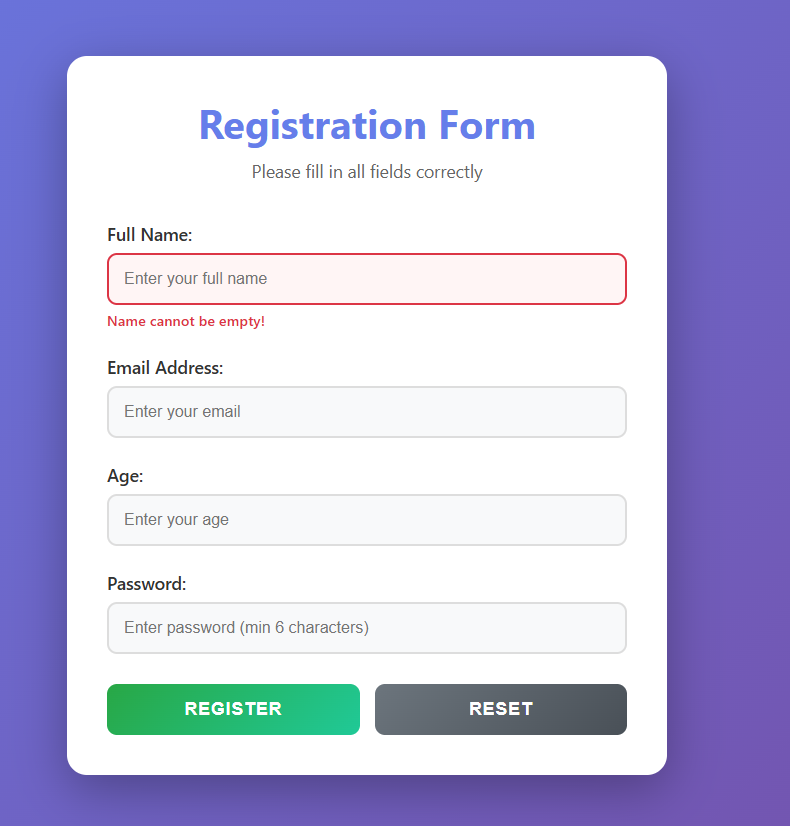 Registration Form
Please fill in all fields correctly
Full Name:
Enter your full name
Name cannot be empty!
Email Address:
Enter your email
Age:
Enter your age
Password:
Enter password (min 6 characters)
REGISTER RESET